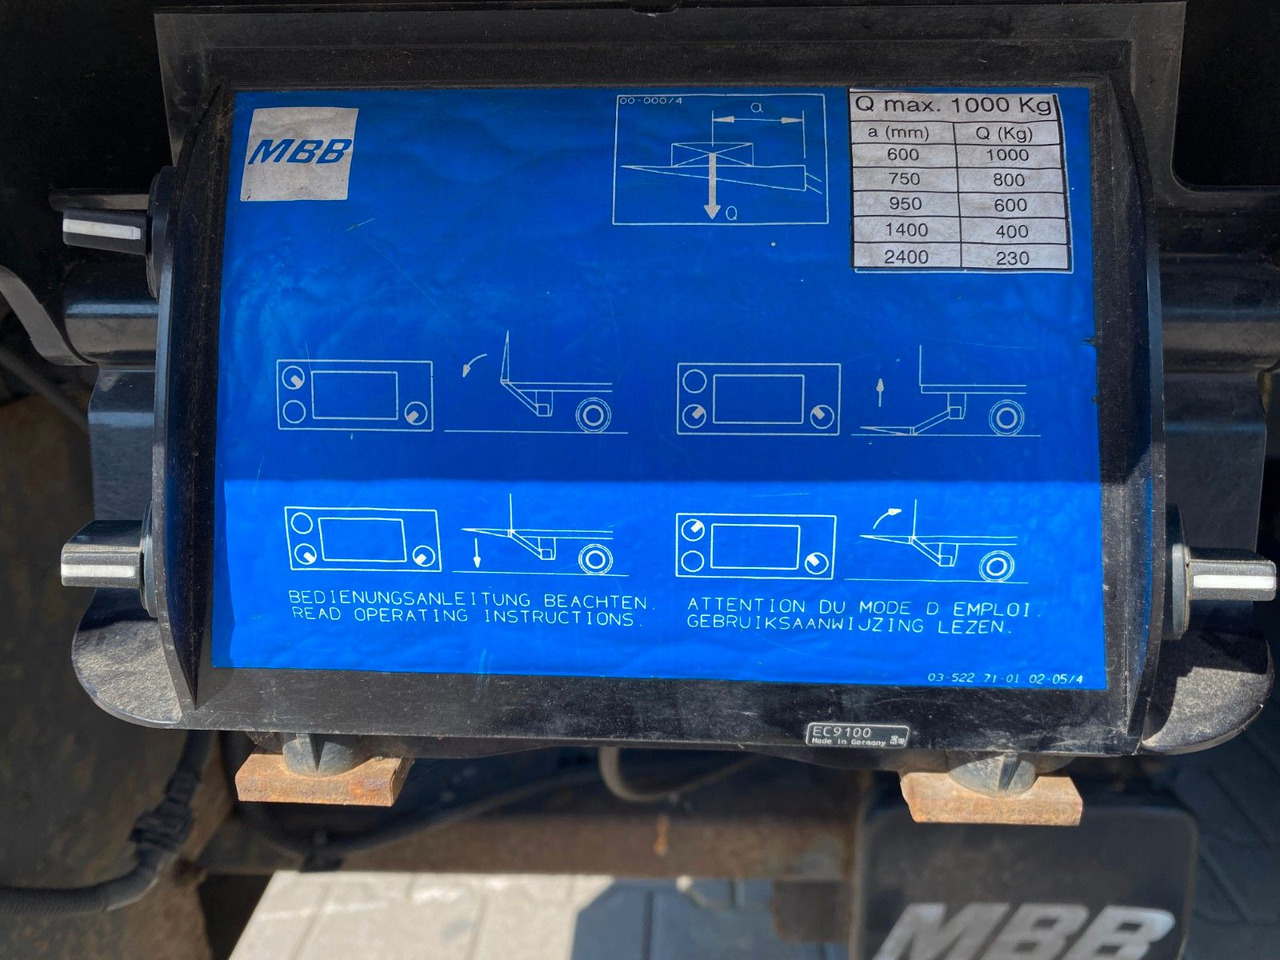 MBB
00-000/4
a
Q
Q max. 1000 Kg
a (mm) Q (Kg)
600 1000
750 800
950 600
1400 400
2400 230
BEDIENUNGSANLEITUNG BEACHTEN.
READ OPERATING INSTRUCTIONS.
ATTENTION DU MODE D EMPLOI.
GEBRUIKSAANWIJZING LEZEN.
03-522 71-01 02-05/4
EC9100
Made in Germany
MBB